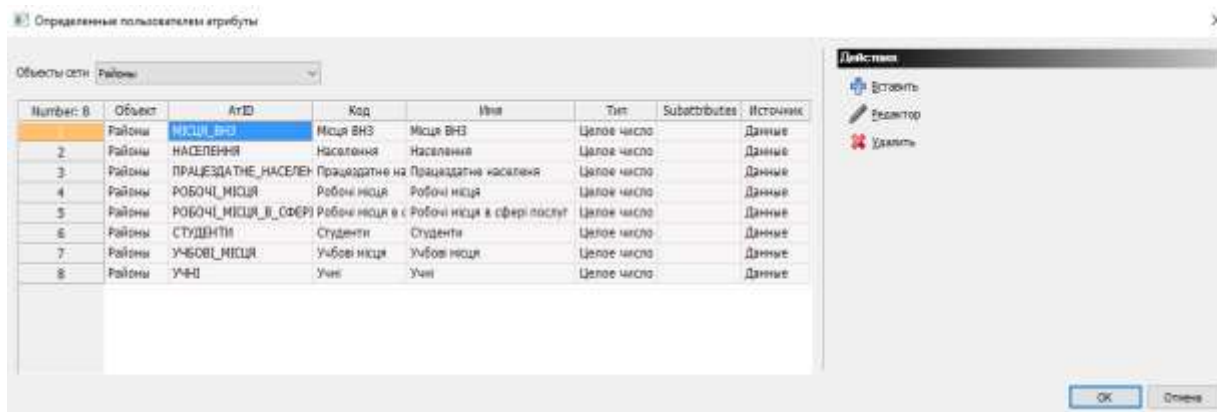 Определенные пользователем атрибуты
Объекты сети Районы
Number: 8 Объект АтID Код Имя Тип Subattributes Источник
1 Районы МІСЦЯ_ВНЗ Місця ВНЗ Місця ВНЗ Целое число Данные
2 Районы НАСЕЛЕННЯ Населення Населення Целое число Данные
3 Районы ПРАЦЕЗДАТНЕ_НАСЕЛЕН Працездатне на Працездатне населеня Целое число Данные
4 Районы РОБОЧІ_МІСЦЯ Робочі місця Робочі місця Целое число Данные
5 Районы РОБОЧІ_МІСЦЯ_В_СФЕРІ Робочі місця в с Робочі місця в сфері послуг Целое число Данные
6 Районы СТУДЕНТИ Студенти Студенти Целое число Данные
7 Районы УЧБОВІ_МІСЦЯ Учбові місця Учбові місця Целое число Данные
8 Районы УЧНІ Учні Учні Целое число Данные
Действия
Вставить
Редактор
Удалить
OK Отмена